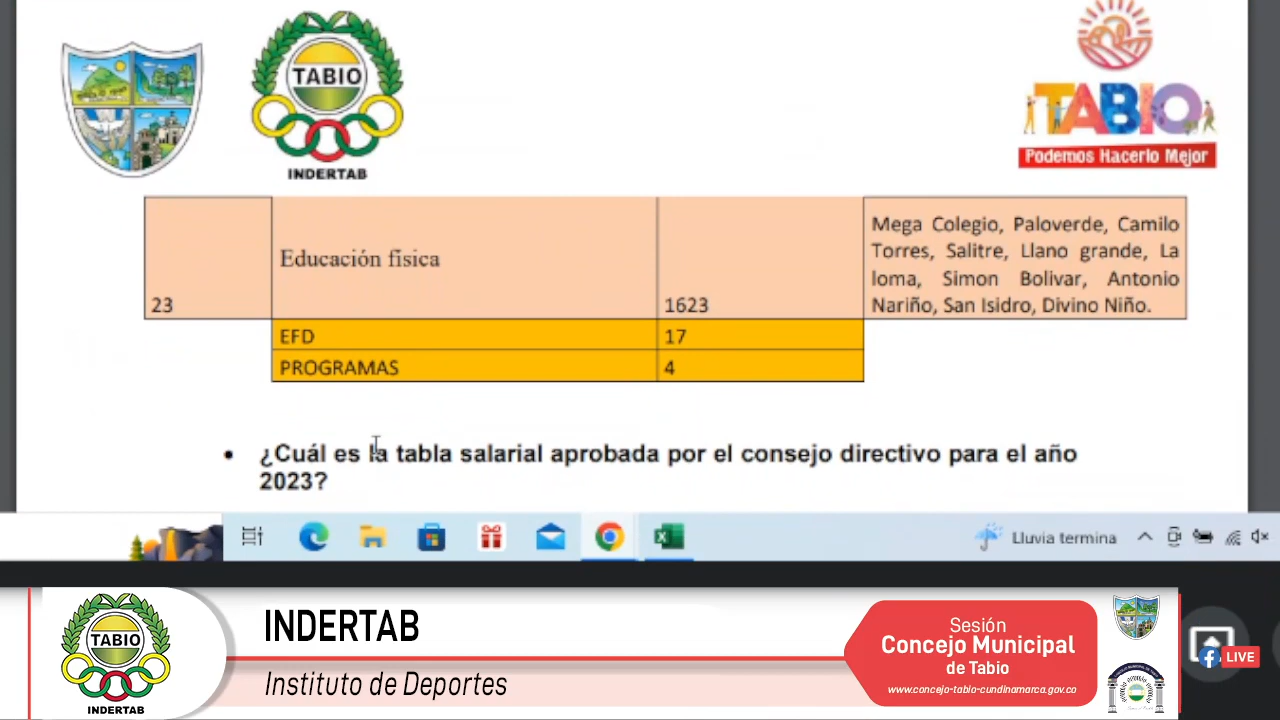 TABIO
INDERTAB
TABIO
Podemos Hacerlo Mejor
23
Educación física
1623
Mega Colegio, Paloverde, Camilo
Torres, Salitre, Llano grande, La
loma, Simon Bolivar, Antonio
Nariño, San Isidro, Divino Niño.
EFD
17
PROGRAMAS
4
• ¿Cuál es la tabla salarial aprobada por el consejo directivo para el año
2023?
Lluvia termina
TABIO
INDERTAB
INDERTAB
Instituto de Deportes
Sesión
Concejo Municipal
de Tabio
www.concejo-tabio-cundinamarca.gov.co
LIVE